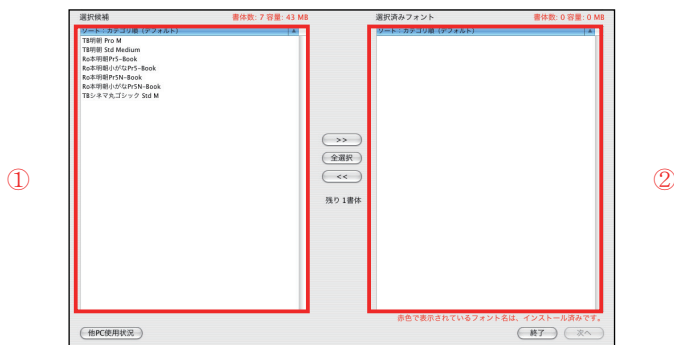 選択候補
書体数: 7 容量: 43 MB
ソート：カテゴリ順（デフォルト）
TB明朝 Pro M
TB明朝 Std Medium
Ro本明朝Pr5-Book
Ro本明朝小がなPr5-Book
Ro本明朝Pr5N-Book
Ro本明朝小がなPr5N-Book
TBシネマ丸ゴシック Std M
①
>>
全選択
<<
残り 1書体
選択済みフォント
書体数: 0 容量: 0 MB
ソート：カテゴリ順（デフォルト）
②
赤色で表示されているフォント名は、インストール済みです。
他PC使用状況
終了
次へ